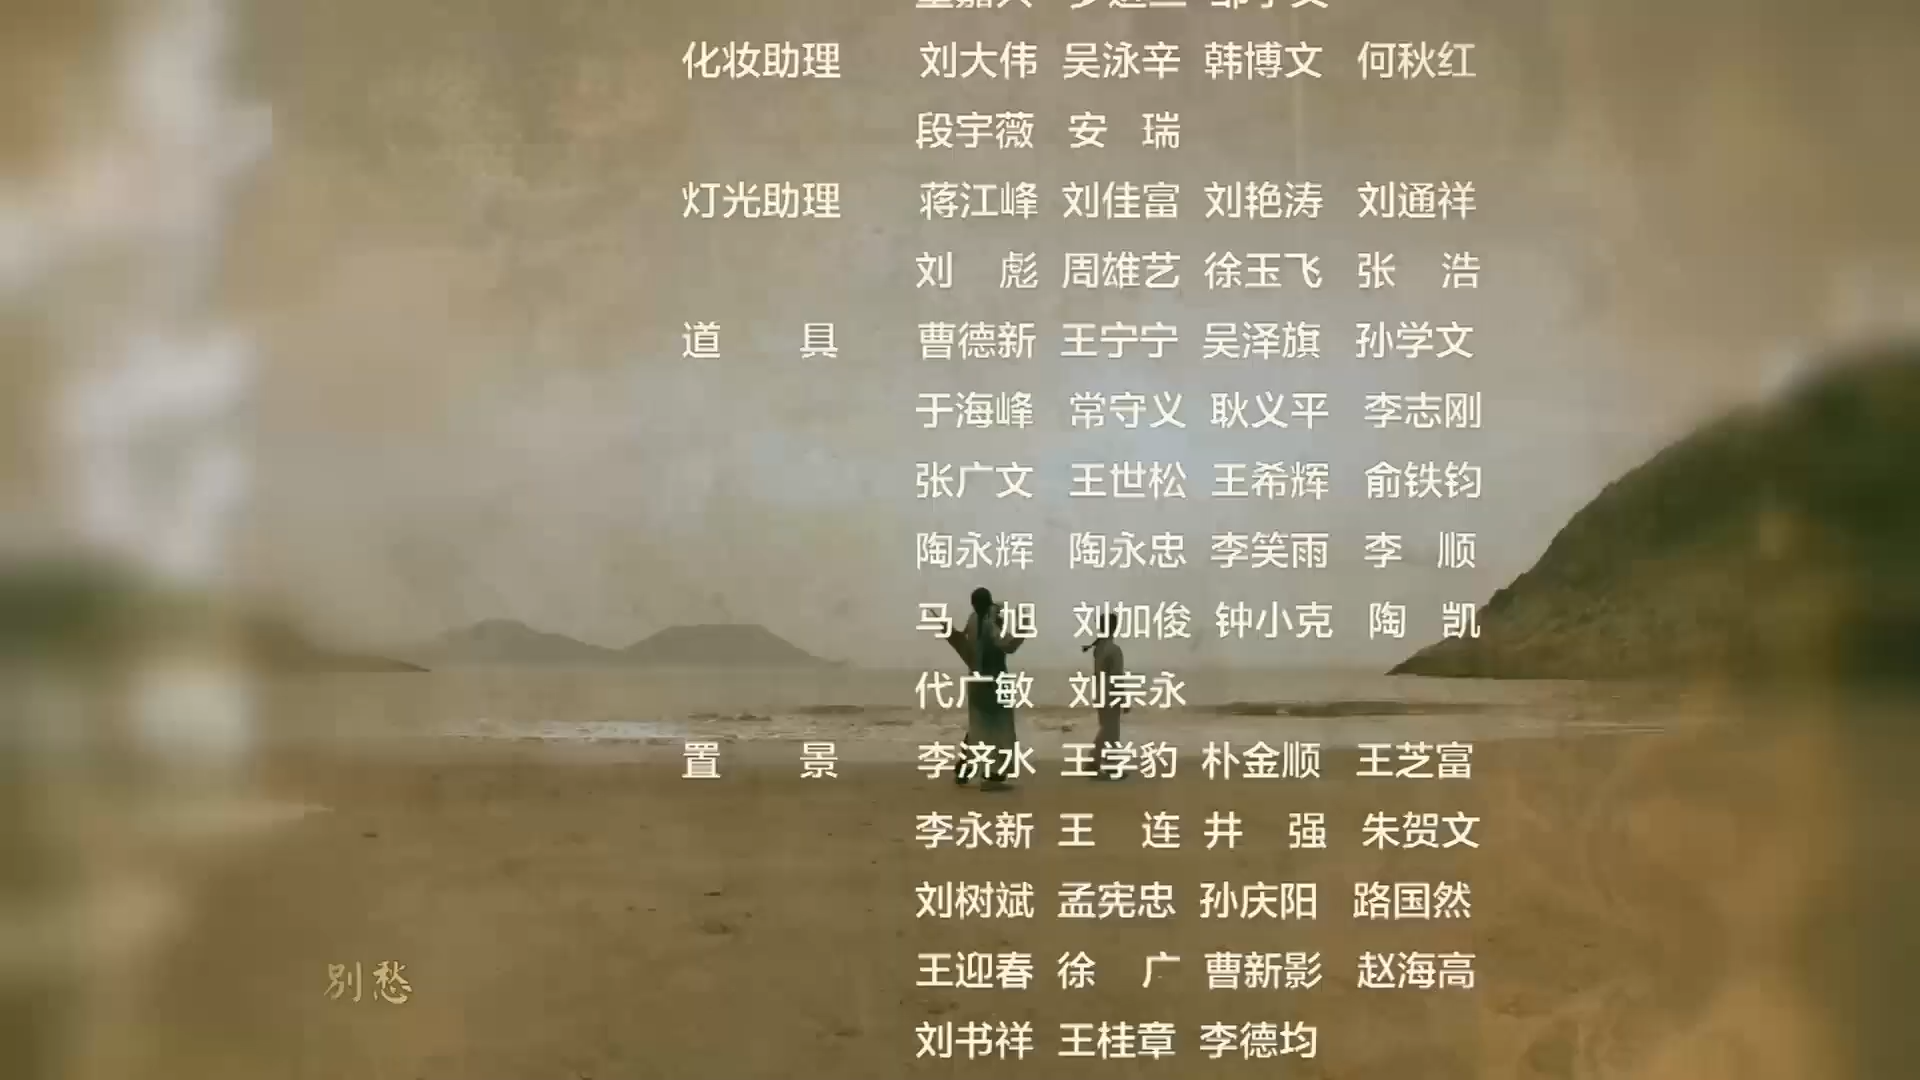 化妆助理 刘大伟 吴泳辛 韩博文 何秋红
段宇薇 安 瑞
灯光助理 蒋江峰 刘佳富 刘艳涛 刘通祥
刘 彪 周雄艺 徐玉飞 张 浩
道 具 曹德新 王宁宁 吴泽旗 孙学文
于海峰 常守义 耿义平 李志刚
张广文 王世松 王希辉 俞铁钧
陶永辉 陶永忠 李笑雨 李 顺
马 旭 刘加俊 钟小克 陶 凯
代广敏 刘宗永
置 景 李济水 王学豹 朴金顺 王芝富
李永新 王 连 井 强 朱贺文
刘树斌 孟宪忠 孙庆阳 路国然
王迎春 徐 广 曹新影 赵海高
别愁
刘书祥 王桂章 李德均